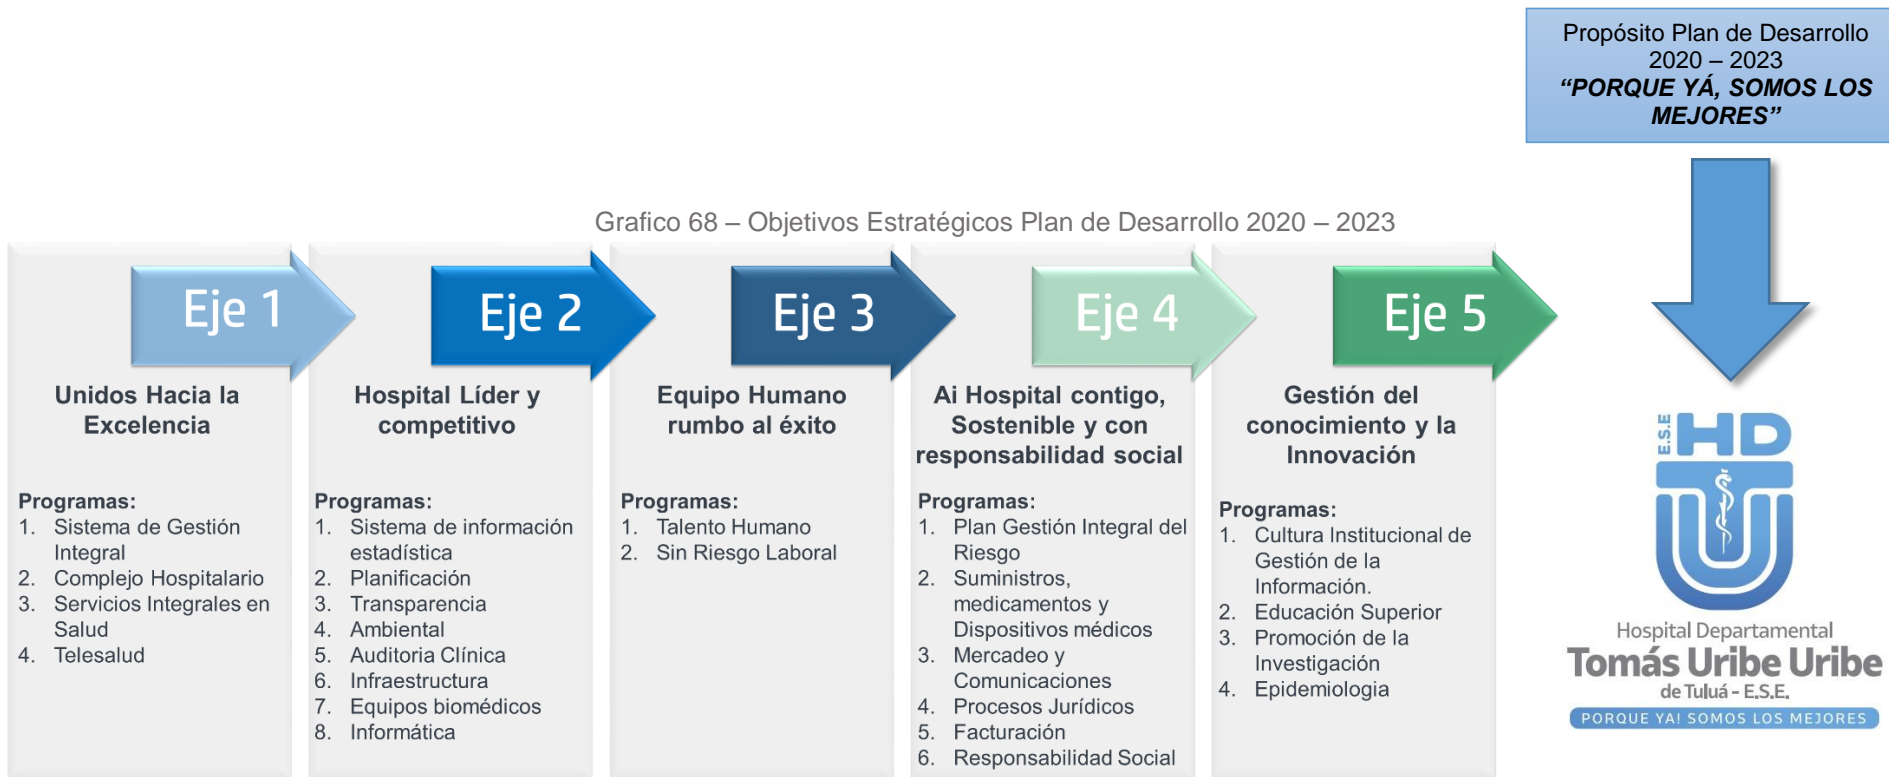 Propósito Plan de Desarrollo
2020 – 2023
“PORQUE YÁ, SOMOS LOS
MEJORES”
Grafico 68 – Objetivos Estratégicos Plan de Desarrollo 2020 – 2023
Eje 1
Unidos Hacia la
Excelencia
Programas:
1. Sistema de Gestión
Integral
2. Complejo Hospitalario
3. Servicios Integrales en
Salud
4. Telesalud
Eje 2
Hospital Líder y
competitivo
Programas:
1. Sistema de información
estadística
2. Planificación
3. Transparencia
4. Ambiental
5. Auditoria Clínica
6. Infraestructura
7. Equipos biomédicos
8. Informática
Eje 3
Equipo Humano
rumbo al éxito
Programas:
1. Talento Humano
2. Sin Riesgo Laboral
Eje 4
Ai Hospital contigo,
Sostenible y con
responsabilidad social
Programas:
1. Plan Gestión Integral del
Riesgo
2. Suministros,
medicamentos y
Dispositivos médicos
3. Mercadeo y
Comunicaciones
4. Procesos Jurídicos
5. Facturación
6. Responsabilidad Social
Eje 5
Gestión del
conocimiento y la
Innovación
Programas:
1. Cultura Institucional de
Gestión de la
Información.
2. Educación Superior
3. Promoción de la
Investigación
4. Epidemiologia
E.S.E
HD
TU
Hospital Departamental
Tomás Uribe Uribe
de Tuluá - E.S.E.
PORQUE YA! SOMOS LOS MEJORES